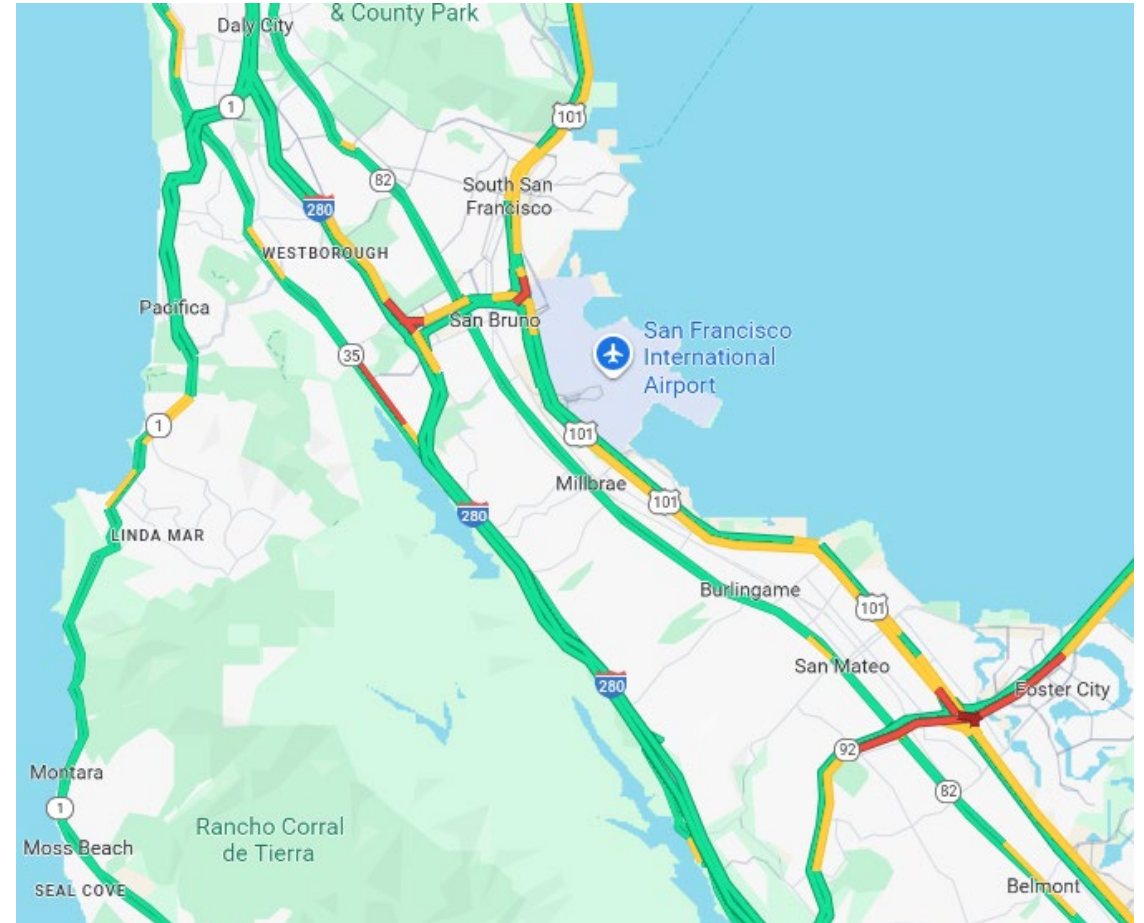 & County Park
Daly City
1
101
82
South San
Francisco
280
WESTBOROUGH
Pacifica
San Bruno
San Francisco
International
Airport
35
1
101
Millbrae
101
280
LINDA MAR
Burlingame
101
San Mateo
280
Foster City
92
Montara
82
1
Rancho Corral
de Tierra
Moss Beach
SEAL COVE
Belmont